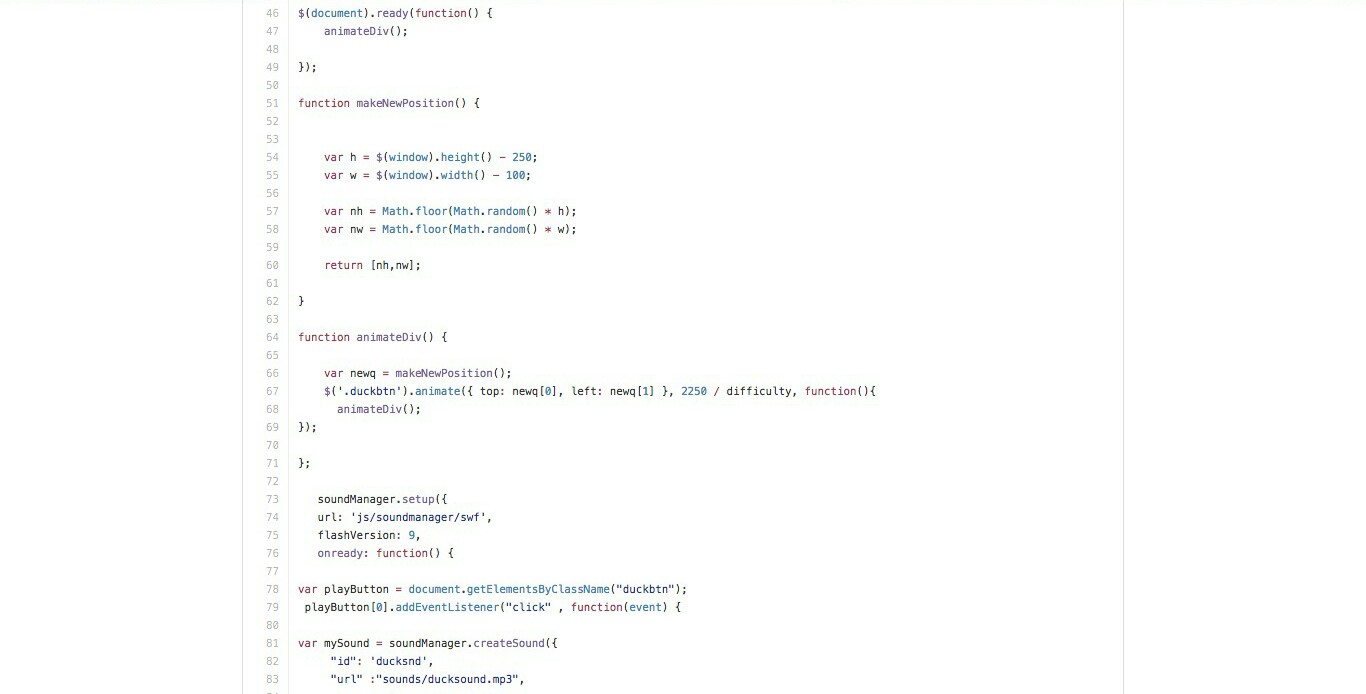 46 $(document).ready(function() {
47     animateDiv();
48
49 });
50
51 function makeNewPosition() {
52
53
54     var h = $(window).height() – 250;
55     var w = $(window).width() – 100;
56
57     var nh = Math.floor(Math.random() * h);
58     var nw = Math.floor(Math.random() * w);
59
60     return [nh,nw];
61
62 }
63
64 function animateDiv() {
65
66     var newq = makeNewPosition();
67     $('.duckbtn').animate({ top: newq[0], left: newq[1] }, 2250 / difficulty, function(){
68       animateDiv();
69 });
70
71 };
72
73    soundManager.setup({
74    url: 'js/soundmanager/swf',
75    flashVersion: 9,
76    onready: function() {
77
78 var playButton = document.getElementsByClassName("duckbtn");
79  playButton[0].addEventListener("click" , function(event) {
80
81 var mySound = soundManager.createSound({
82      "id": 'ducksnd',
83      "url" :"sounds/ducksound.mp3",